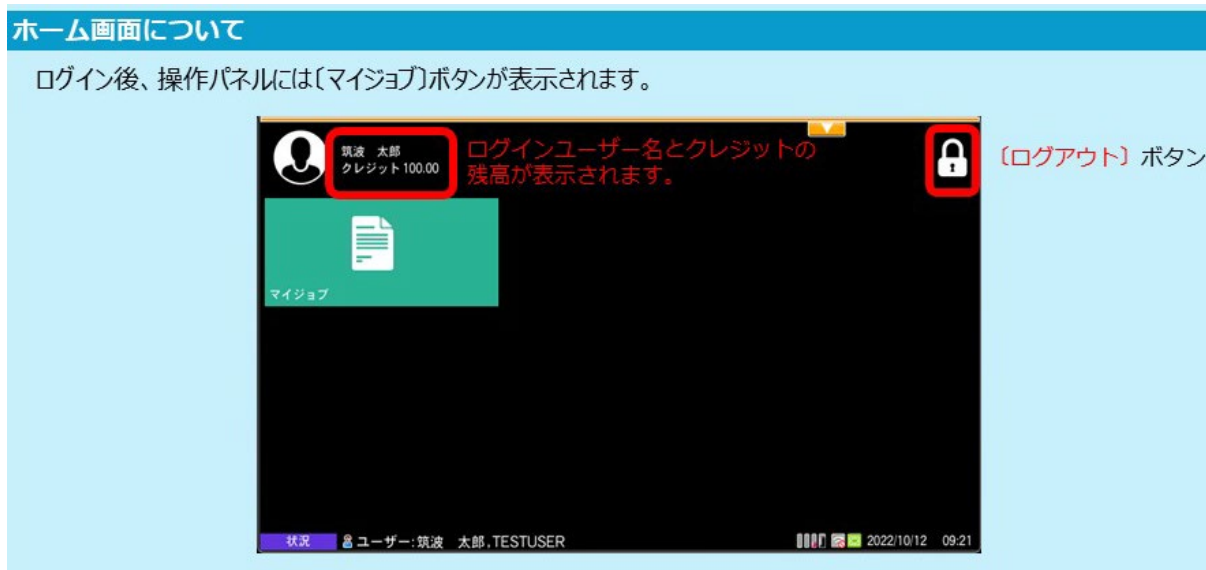 ホーム画面について
ログイン後、操作パネルには〔マイジョブ〕ボタンが表示されます。
筑波　太郎
クレジット 100.00
ログインユーザー名とクレジットの
残高が表示されます。
〔ログアウト〕ボタン
マイジョブ
状況
ユーザー:筑波　太郎,TESTUSER
2022/10/12 09:21